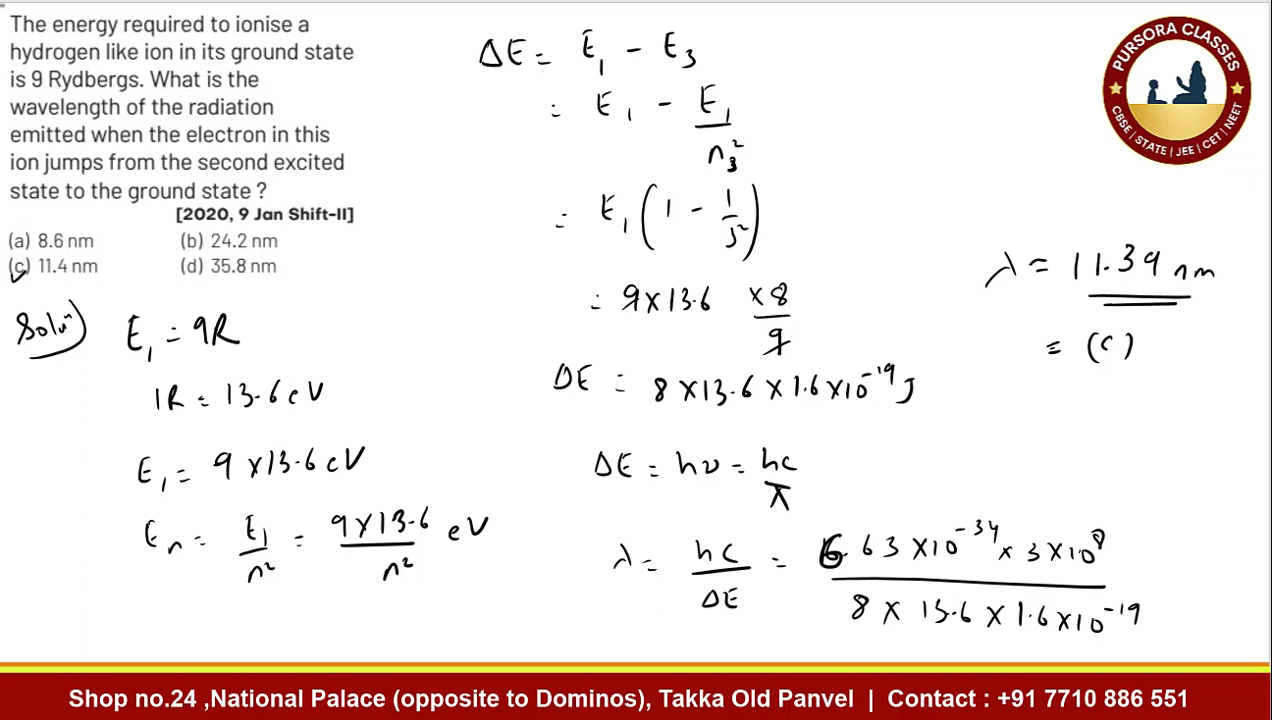 The energy required to ionise a
hydrogen like ion in its ground state
is 9 Rydbergs. What is the
wavelength of the radiation
emitted when the electron in this
ion jumps from the second excited
state to the ground state ?
[2020, 9 Jan Shift-II]
(a) 8.6 nm (b) 24.2 nm
(c) 11.4 nm (d) 35.8 nm
Soluⁿ) E₁ = 9R
1R = 13.6 eV
E₁ = 9 × 13.6 eV
Eₙ = E₁/n² = 9×13.6/n² eV
ΔE = E₁ - E₃
= E₁ - E₁/n₃²
= E₁ (1 - 1/3²)
= 9×13.6 × 8/9
ΔE = 8 × 13.6 × 1.6 × 10⁻¹⁹ J
ΔE = hν = hc/λ
λ = hc/ΔE = 6.63 × 10⁻³⁴ × 3 × 10⁸ / 8 × 13.6 × 1.6 × 10⁻¹⁹
λ = 11.39 nm
= (c)
PURSORA CLASSES
CBSE | STATE | JEE | CET | NEET
Shop no.24 ,National Palace (opposite to Dominos), Takka Old Panvel | Contact : +91 7710 886 551